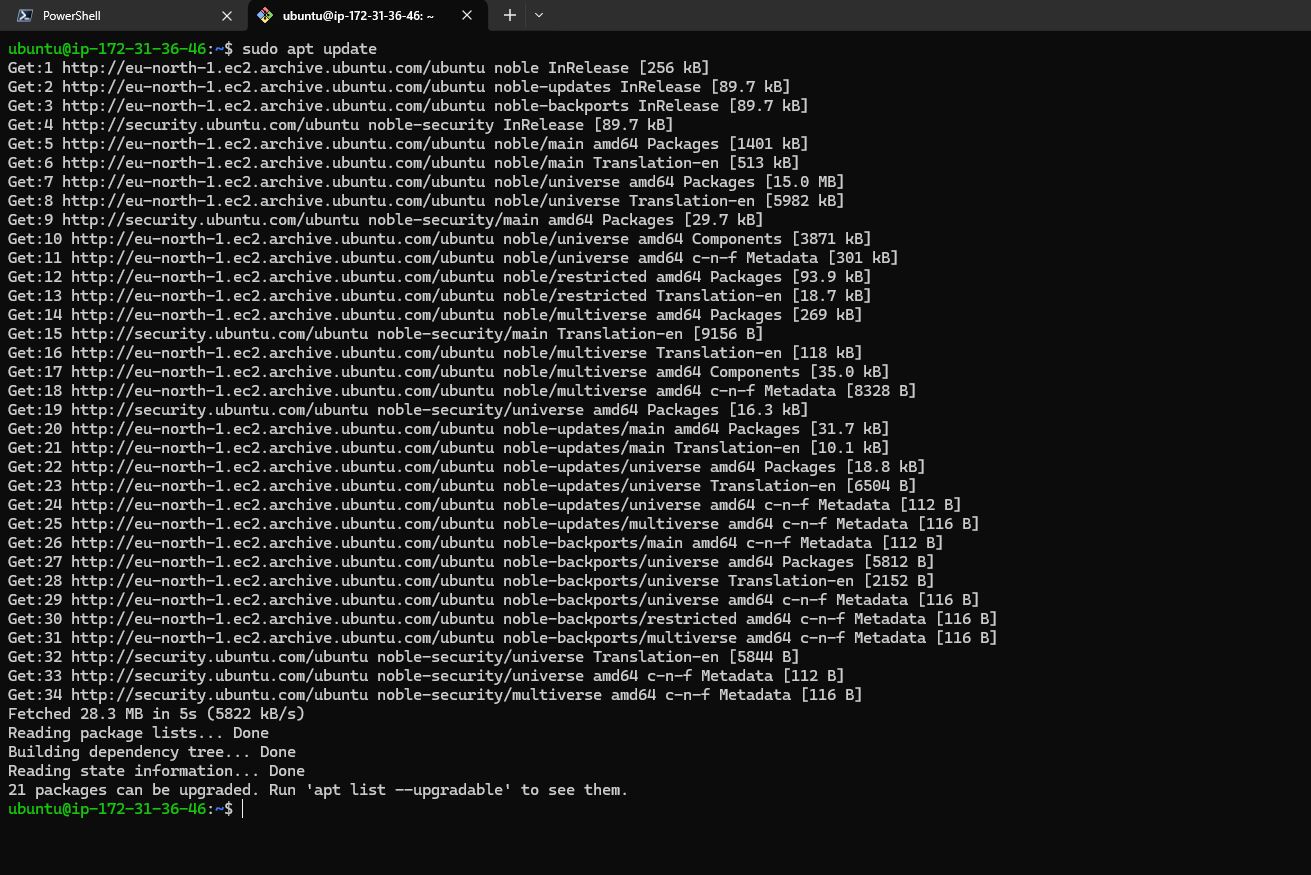 PowerShell
ubuntu@ip-172-31-36-46: ~
ubuntu@ip-172-31-36-46:~$ sudo apt update
Get:1 http://eu-north-1.ec2.archive.ubuntu.com/ubuntu noble InRelease [256 kB]
Get:2 http://eu-north-1.ec2.archive.ubuntu.com/ubuntu noble-updates InRelease [89.7 kB]
Get:3 http://eu-north-1.ec2.archive.ubuntu.com/ubuntu noble-backports InRelease [89.7 kB]
Get:4 http://security.ubuntu.com/ubuntu noble-security InRelease [89.7 kB]
Get:5 http://eu-north-1.ec2.archive.ubuntu.com/ubuntu noble/main amd64 Packages [1401 kB]
Get:6 http://eu-north-1.ec2.archive.ubuntu.com/ubuntu noble/main Translation-en [513 kB]
Get:7 http://eu-north-1.ec2.archive.ubuntu.com/ubuntu noble/universe amd64 Packages [15.0 MB]
Get:8 http://eu-north-1.ec2.archive.ubuntu.com/ubuntu noble/universe Translation-en [5982 kB]
Get:9 http://security.ubuntu.com/ubuntu noble-security/main amd64 Packages [29.7 kB]
Get:10 http://eu-north-1.ec2.archive.ubuntu.com/ubuntu noble/universe amd64 Components [3871 kB]
Get:11 http://eu-north-1.ec2.archive.ubuntu.com/ubuntu noble/universe amd64 c-n-f Metadata [301 kB]
Get:12 http://eu-north-1.ec2.archive.ubuntu.com/ubuntu noble/restricted amd64 Packages [93.9 kB]
Get:13 http://eu-north-1.ec2.archive.ubuntu.com/ubuntu noble/restricted Translation-en [18.7 kB]
Get:14 http://eu-north-1.ec2.archive.ubuntu.com/ubuntu noble/multiverse amd64 Packages [269 kB]
Get:15 http://security.ubuntu.com/ubuntu noble-security/main Translation-en [9156 B]
Get:16 http://eu-north-1.ec2.archive.ubuntu.com/ubuntu noble/multiverse Translation-en [118 kB]
Get:17 http://eu-north-1.ec2.archive.ubuntu.com/ubuntu noble/multiverse amd64 Components [35.0 kB]
Get:18 http://eu-north-1.ec2.archive.ubuntu.com/ubuntu noble/multiverse amd64 c-n-f Metadata [8328 B]
Get:19 http://security.ubuntu.com/ubuntu noble-security/universe amd64 Packages [16.3 kB]
Get:20 http://eu-north-1.ec2.archive.ubuntu.com/ubuntu noble-updates/main amd64 Packages [31.7 kB]
Get:21 http://eu-north-1.ec2.archive.ubuntu.com/ubuntu noble-updates/main Translation-en [10.1 kB]
Get:22 http://eu-north-1.ec2.archive.ubuntu.com/ubuntu noble-updates/universe amd64 Packages [18.8 kB]
Get:23 http://eu-north-1.ec2.archive.ubuntu.com/ubuntu noble-updates/universe Translation-en [6504 B]
Get:24 http://eu-north-1.ec2.archive.ubuntu.com/ubuntu noble-updates/universe amd64 c-n-f Metadata [112 B]
Get:25 http://eu-north-1.ec2.archive.ubuntu.com/ubuntu noble-updates/multiverse amd64 c-n-f Metadata [116 B]
Get:26 http://eu-north-1.ec2.archive.ubuntu.com/ubuntu noble-backports/main amd64 c-n-f Metadata [112 B]
Get:27 http://eu-north-1.ec2.archive.ubuntu.com/ubuntu noble-backports/universe amd64 Packages [5812 B]
Get:28 http://eu-north-1.ec2.archive.ubuntu.com/ubuntu noble-backports/universe Translation-en [2152 B]
Get:29 http://eu-north-1.ec2.archive.ubuntu.com/ubuntu noble-backports/universe amd64 c-n-f Metadata [116 B]
Get:30 http://eu-north-1.ec2.archive.ubuntu.com/ubuntu noble-backports/restricted amd64 c-n-f Metadata [116 B]
Get:31 http://eu-north-1.ec2.archive.ubuntu.com/ubuntu noble-backports/multiverse amd64 c-n-f Metadata [116 B]
Get:32 http://security.ubuntu.com/ubuntu noble-security/universe Translation-en [5844 B]
Get:33 http://security.ubuntu.com/ubuntu noble-security/universe amd64 c-n-f Metadata [112 B]
Get:34 http://security.ubuntu.com/ubuntu noble-security/multiverse amd64 c-n-f Metadata [116 B]
Fetched 28.3 MB in 5s (5822 kB/s)
Reading package lists... Done
Building dependency tree... Done
Reading state information... Done
21 packages can be upgraded. Run 'apt list --upgradable' to see them.
ubuntu@ip-172-31-36-46:~$